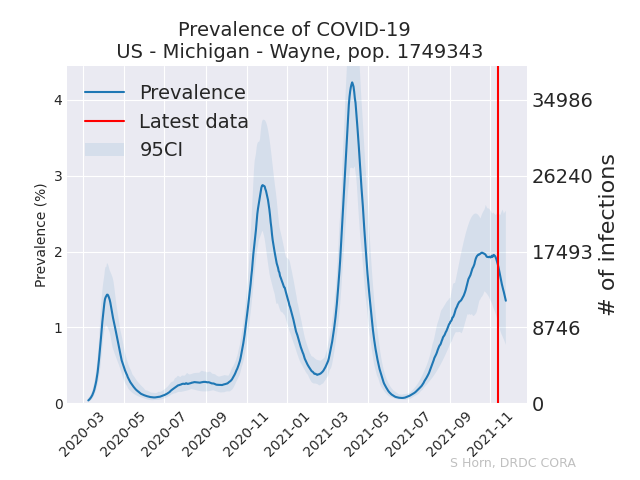 Prevalence of COVID-19
US - Michigan - Wayne, pop. 1749343
Prevalence
Latest data
95CI
Prevalence (%)
4
3
2
1
0
34986
26240
17493
8746
0
# of infections
2020-03
2020-05
2020-07
2020-09
2020-11
2021-01
2021-03
2021-05
2021-07
2021-09
2021-11
S Horn, DRDC CORA